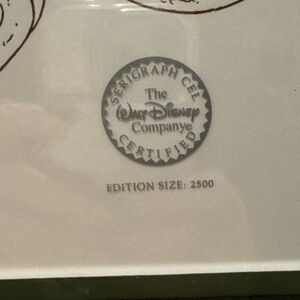 SERIGRAPH CEL
The
Walt Disney
Company
CERTIFIED
EDITION SIZE: 2500